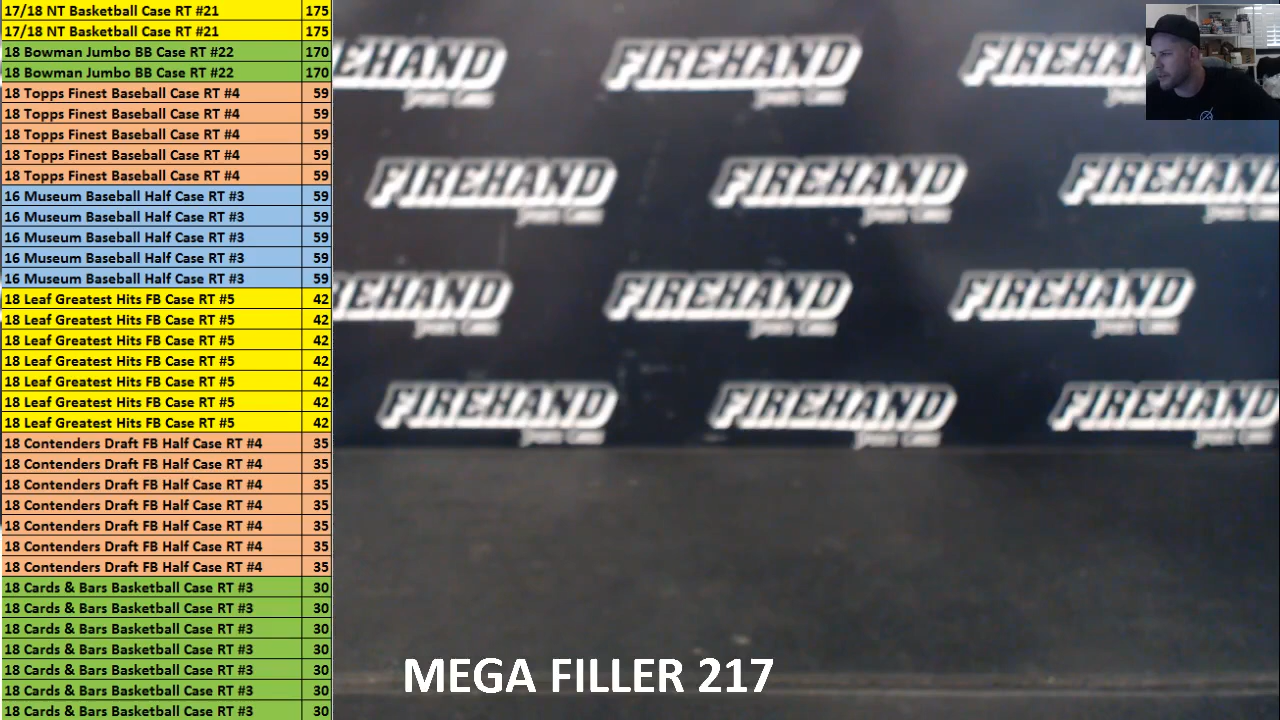 17/18 NT Basketball Case RT #21 175
17/18 NT Basketball Case RT #21 175
18 Bowman Jumbo BB Case RT #22 170
18 Bowman Jumbo BB Case RT #22 170
18 Topps Finest Baseball Case RT #4 59
18 Topps Finest Baseball Case RT #4 59
18 Topps Finest Baseball Case RT #4 59
18 Topps Finest Baseball Case RT #4 59
18 Topps Finest Baseball Case RT #4 59
16 Museum Baseball Half Case RT #3 59
16 Museum Baseball Half Case RT #3 59
16 Museum Baseball Half Case RT #3 59
16 Museum Baseball Half Case RT #3 59
16 Museum Baseball Half Case RT #3 59
18 Leaf Greatest Hits FB Case RT #5 42
18 Leaf Greatest Hits FB Case RT #5 42
18 Leaf Greatest Hits FB Case RT #5 42
18 Leaf Greatest Hits FB Case RT #5 42
18 Leaf Greatest Hits FB Case RT #5 42
18 Leaf Greatest Hits FB Case RT #5 42
18 Leaf Greatest Hits FB Case RT #5 42
18 Contenders Draft FB Half Case RT #4 35
18 Contenders Draft FB Half Case RT #4 35
18 Contenders Draft FB Half Case RT #4 35
18 Contenders Draft FB Half Case RT #4 35
18 Contenders Draft FB Half Case RT #4 35
18 Contenders Draft FB Half Case RT #4 35
18 Contenders Draft FB Half Case RT #4 35
18 Cards & Bars Basketball Case RT #3 30
18 Cards & Bars Basketball Case RT #3 30
18 Cards & Bars Basketball Case RT #3 30
18 Cards & Bars Basketball Case RT #3 30
18 Cards & Bars Basketball Case RT #3 30
18 Cards & Bars Basketball Case RT #3 30
18 Cards & Bars Basketball Case RT #3 30
FIREHAND
FIREHAND
FIREHAND
FIREHAND
FIREHAND
FIREHAND
FIREHAND
MEGA FILLER 217